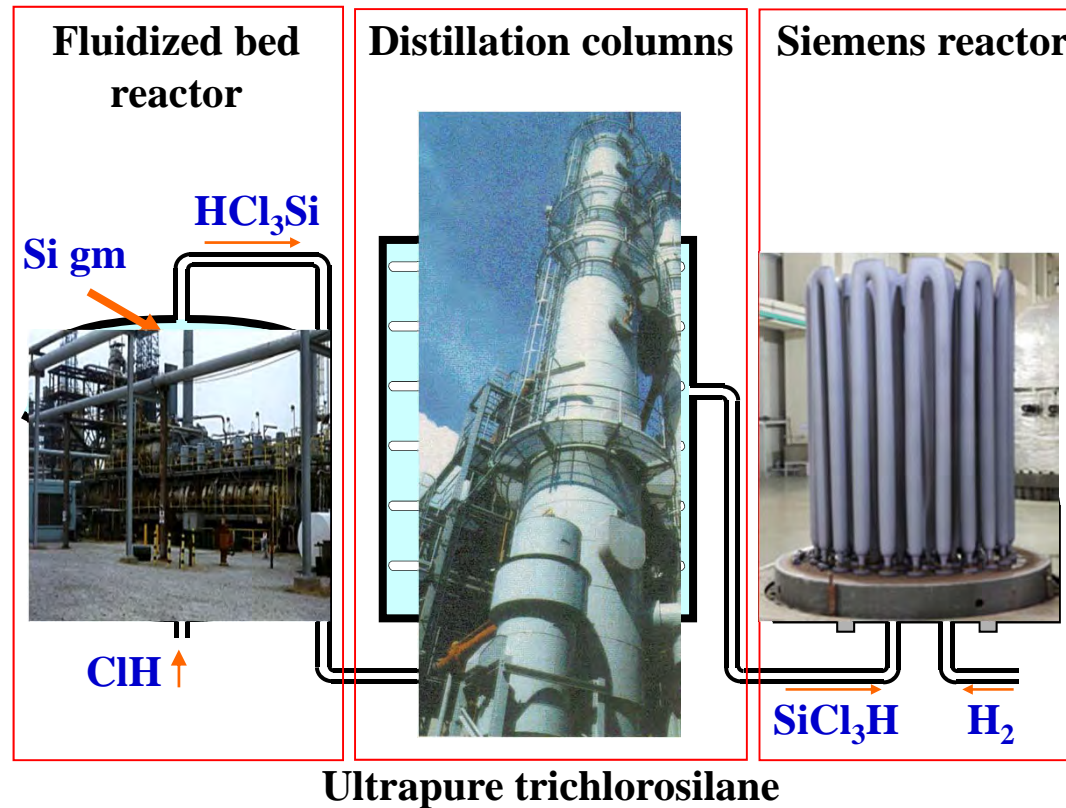 Fluidized bed
reactor
Distillation columns
Siemens reactor
HCl₃Si
Si gm
ClH
SiCl₃H
H₂
Ultrapure trichlorosilane